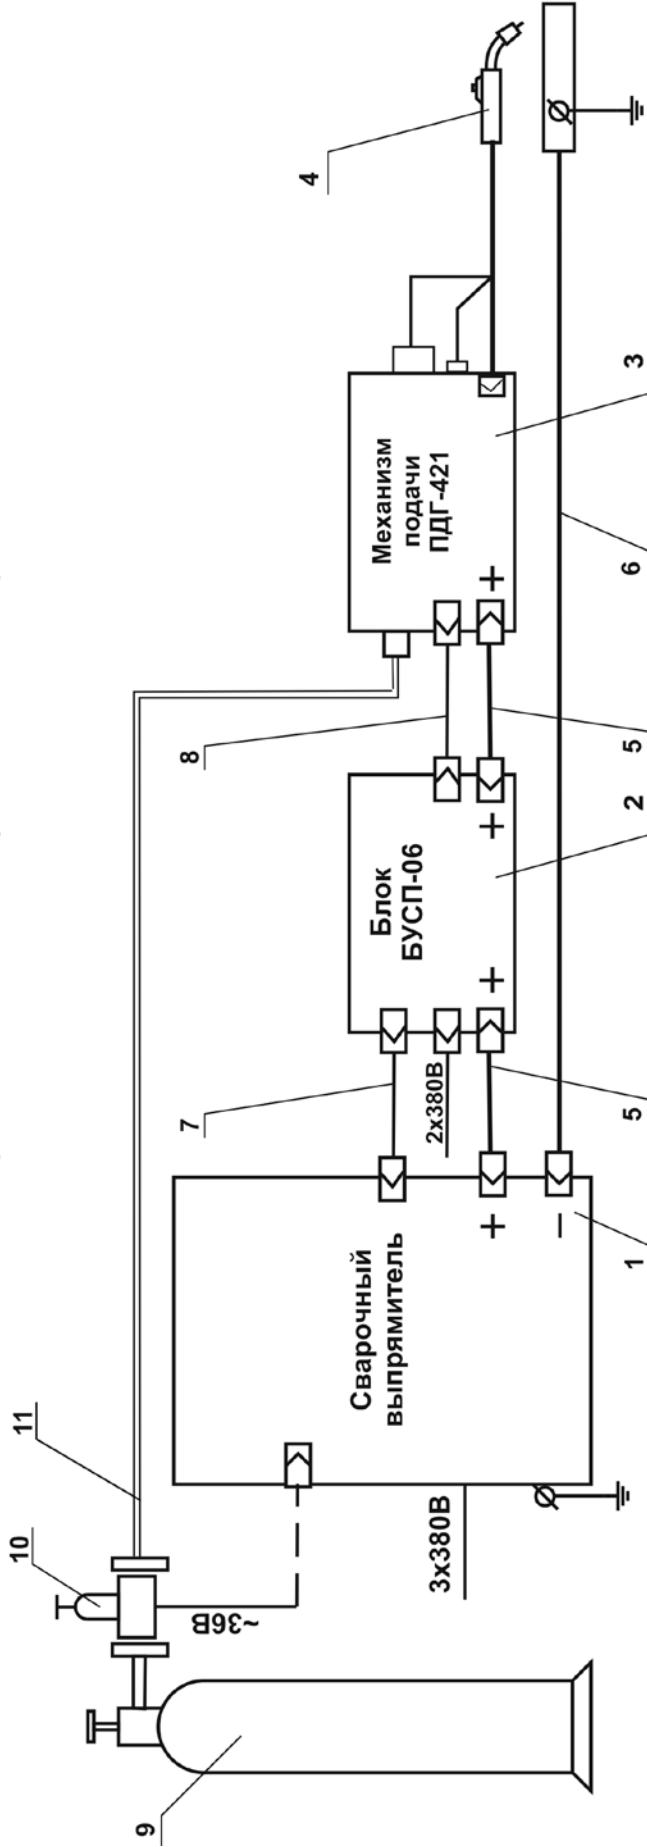 9
10
11
~36В
3х380В
Сварочный
выпрямитель
+
−
1
7
2х380В
5
Блок
БУСП-06
+
+
2
8
5
Механизм
подачи
ПДГ-421
+
3
6
4